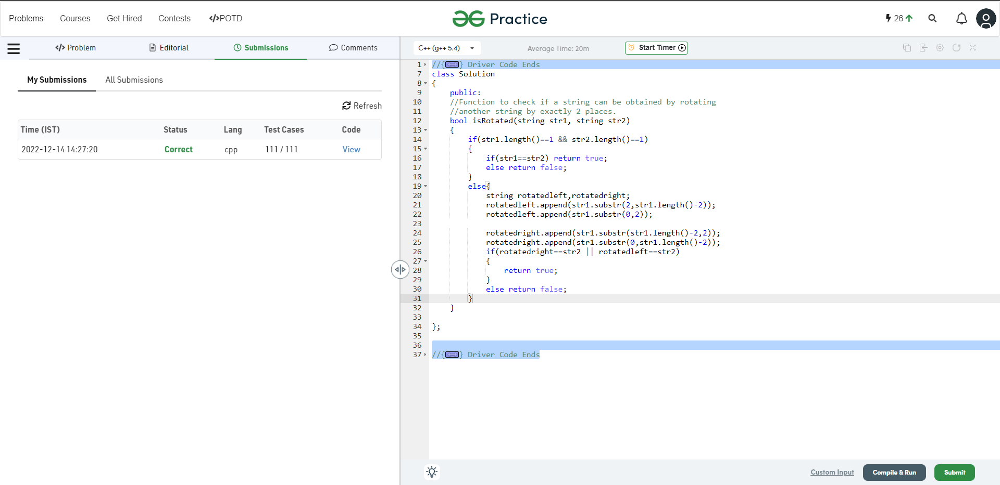 Problems Courses Get Hired Contests </>POTD
Practice
26
</> Problem Editorial Submissions Comments
My Submissions All Submissions
Refresh
Time (IST) Status Lang Test Cases Code
2022-12-14 14:27:20 Correct cpp 111 / 111 View
C++ (g++ 5.4) Average Time: 20m Start Timer
1 //{} Driver Code Ends
7 class Solution
8 {
9 public:
10 //Function to check if a string can be obtained by rotating
11 //another string by exactly 2 places.
12 bool isRotated(string str1, string str2)
13 {
14 if(str1.length()==1 && str2.length()==1)
15 {
16 if(str1==str2) return true;
17 else return false;
18 }
19 else{
20 string rotatedleft,rotatedright;
21 rotatedleft.append(str1.substr(2,str1.length()-2));
22 rotatedleft.append(str1.substr(0,2));
23
24 rotatedright.append(str1.substr(str1.length()-2,2));
25 rotatedright.append(str1.substr(0,str1.length()-2));
26 if(rotatedright==str2 || rotatedleft==str2)
27 {
28 return true;
29 }
30 else return false;
31 }
32 }
33
34 };
35
36
37 //{} Driver Code Ends
Custom Input Compile & Run Submit